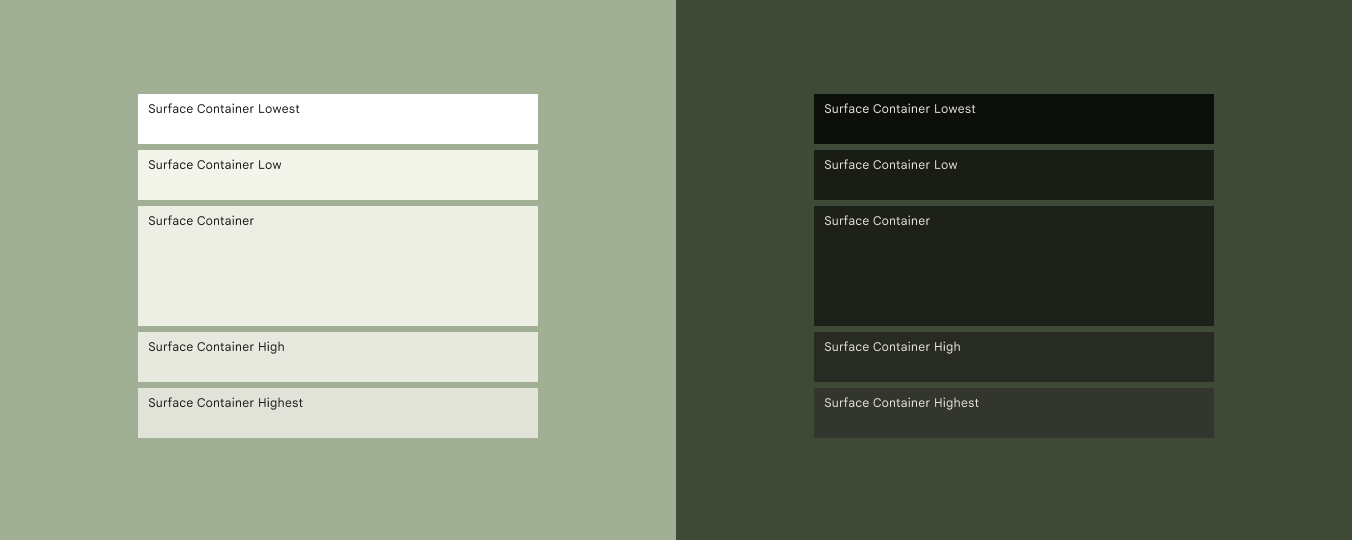 Surface Container Lowest
Surface Container Low
Surface Container
Surface Container High
Surface Container Highest
Surface Container Lowest
Surface Container Low
Surface Container
Surface Container High
Surface Container Highest